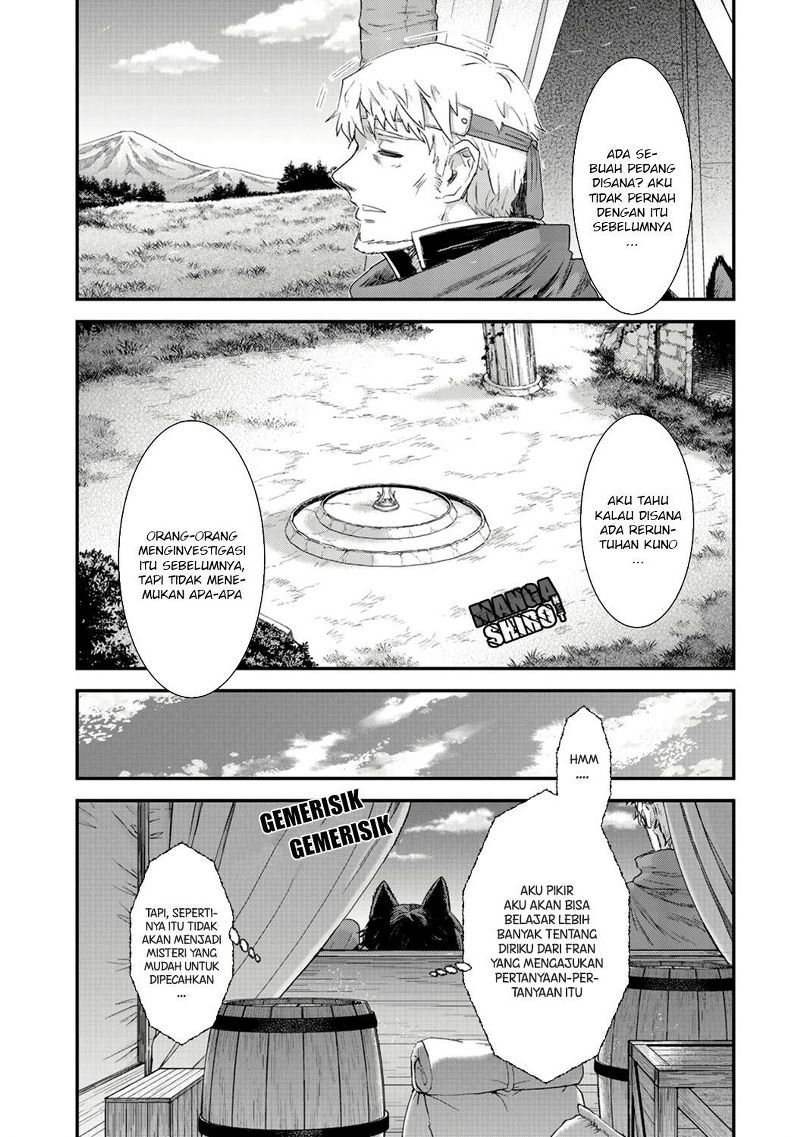 ADA SE-
BUAH PEDANG
DISANA? AKU
TIDAK PERNAH
DENGAN ITU
SEBELUMNYA
...
AKU TAHU
KALAU DISANA
ADA RERUN-
TUHAN KUNO
...
ORANG-ORANG
MENGINVESTIGASI
ITU SEBELUMNYA,
TAPI TIDAK MENE-
MUKAN APA-APA
MANGA
SHIRO
HMM
....
GEMERISIK
GEMERISIK
AKU PIKIR
AKU AKAN BISA
BELAJAR LEBIH
BANYAK TENTANG
DIRIKU DARI FRAN
YANG MENGAJUKAN
PERTANYAAN-PER-
TANYAAN ITU
TAPI, SEPERTI-
NYA ITU TIDAK
AKAN MENJADI
MISTERI YANG
MUDAH UNTUK
DIPECAHKAN
...